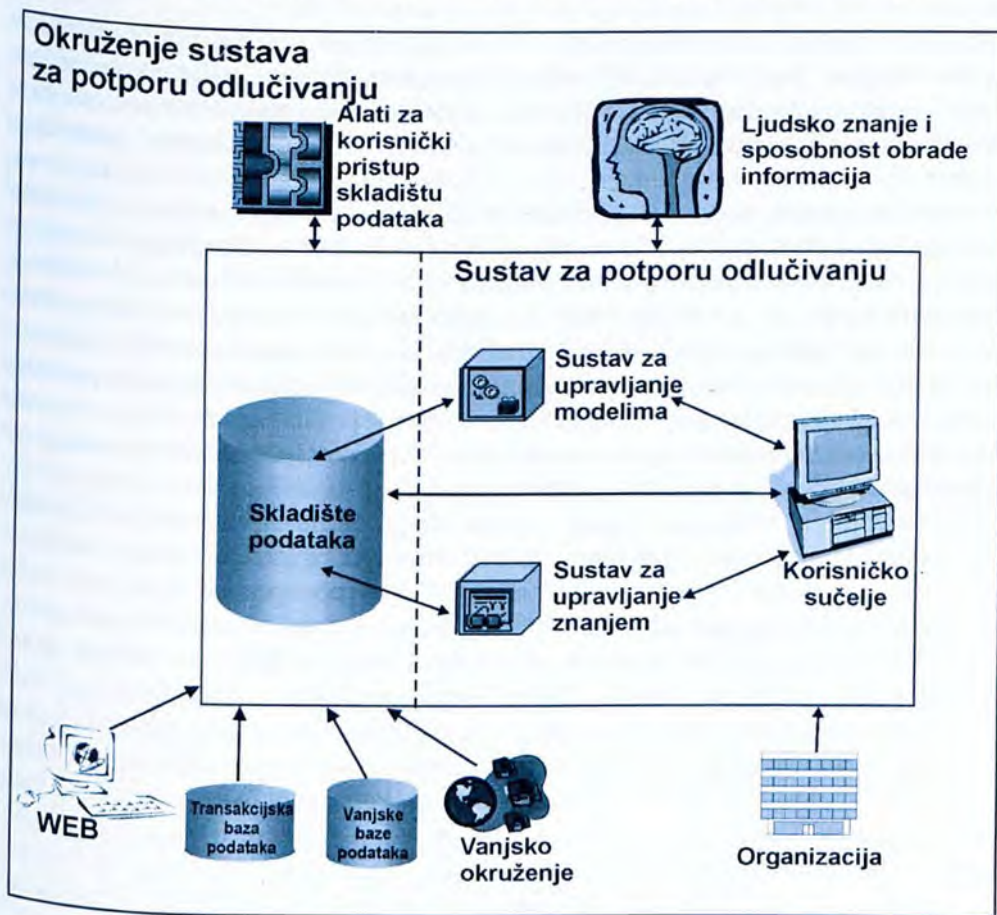 Okruženje sustava
za potporu odlučivanju
Alati za
korisnički
pristup
skladištu
podataka
Ljudsko znanje i
sposobnost obrade
informacija
Sustav za potporu odlučivanju
Sustav za
upravljanje
modelima
Skladište
podataka
Sustav za
upravljanje
znanjem
Korisničko
sučelje
WEB
Transakcijska
baza
podataka
Vanjske
baze
podataka
Vanjsko
okruženje
Organizacija